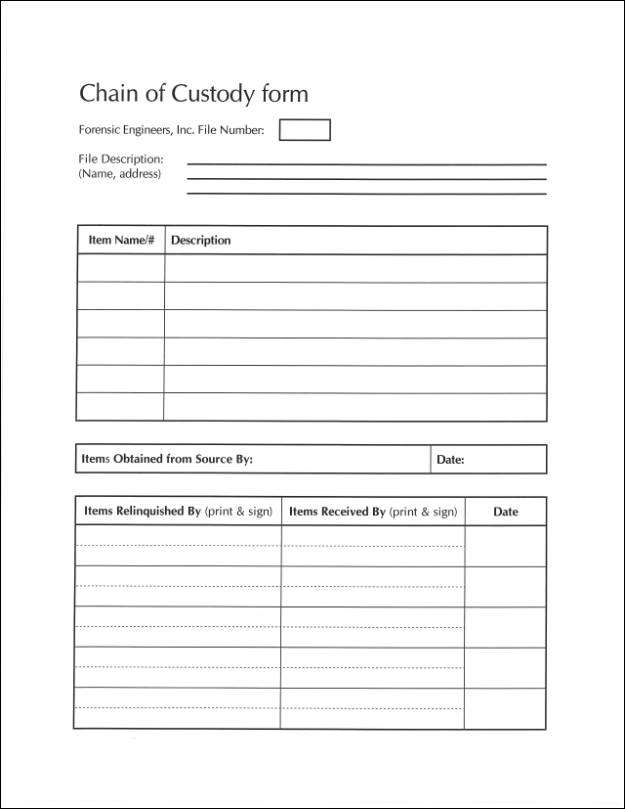 Chain of Custody form
Forensic Engineers, Inc. File Number:
File Description:
(Name, address)
Item Name/# Description
Items Obtained from Source By: Date:
Items Relinquished By (print & sign) Items Received By (print & sign) Date